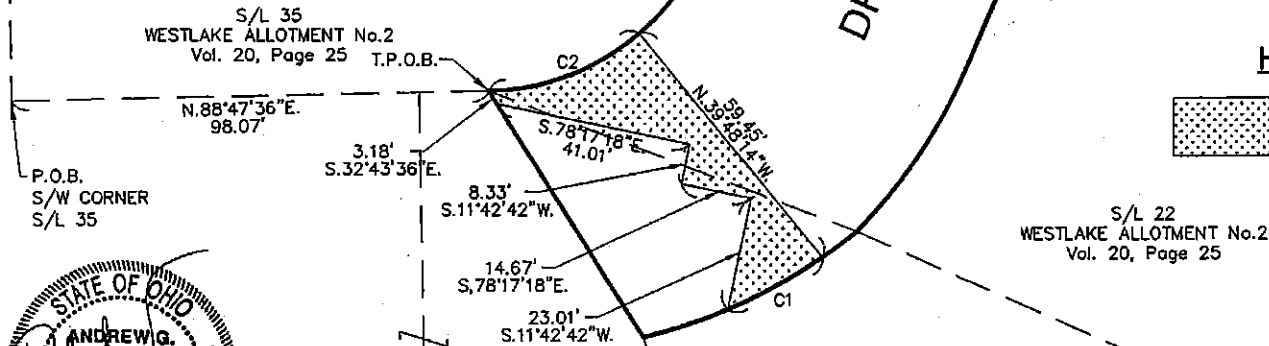 S/L 35
WESTLAKE ALLOTMENT No.2
Vol. 20, Page 25
T.P.O.B.
C2
N.88°47'36"E.
98.07'
P.O.B.
S/W CORNER
S/L 35
3.18'
S.32°43'36"E.
S.78°17'18"E.
41.01'
59.45'
N.39°48'14"W.
8.33'
S.11°42'42"W.
14.67'
S,78°17'18"E.
23.01'
S.11°42'42"W.
C1
S/L 22
WESTLAKE ALLOTMENT No.2
Vol. 20, Page 25
STATE OF OHIO
ANDREW G.